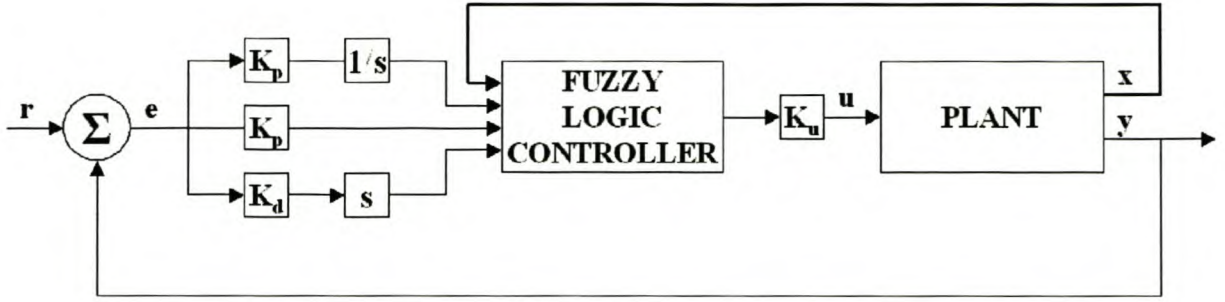 K_p 1/s
r Σ e K_p
K_d s
FUZZY
LOGIC
CONTROLLER
K_u u
PLANT
x
y